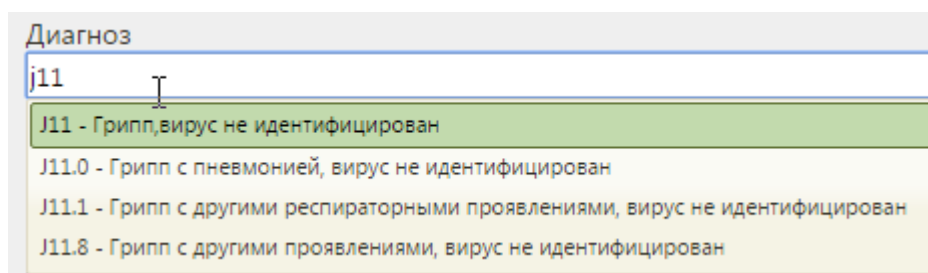 Диагноз
j11
J11 - Грипп,вирус не идентифицирован
J11.0 - Грипп с пневмонией, вирус не идентифицирован
J11.1 - Грипп с другими респираторными проявлениями, вирус не идентифицирован
J11.8 - Грипп с другими проявлениями, вирус не идентифицирован